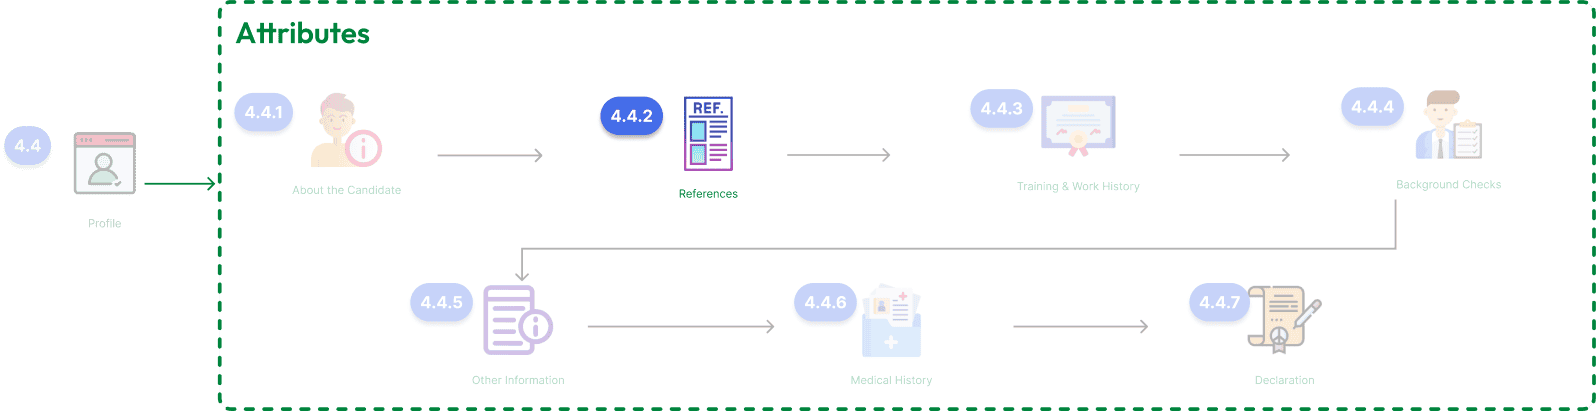 Attributes
4.4
Profile
4.4.1
About the Candidate
4.4.2
REF.
References
4.4.3
Training & Work History
4.4.4
Background Checks
4.4.5
Other Information
4.4.6
Medical History
4.4.7
Declaration